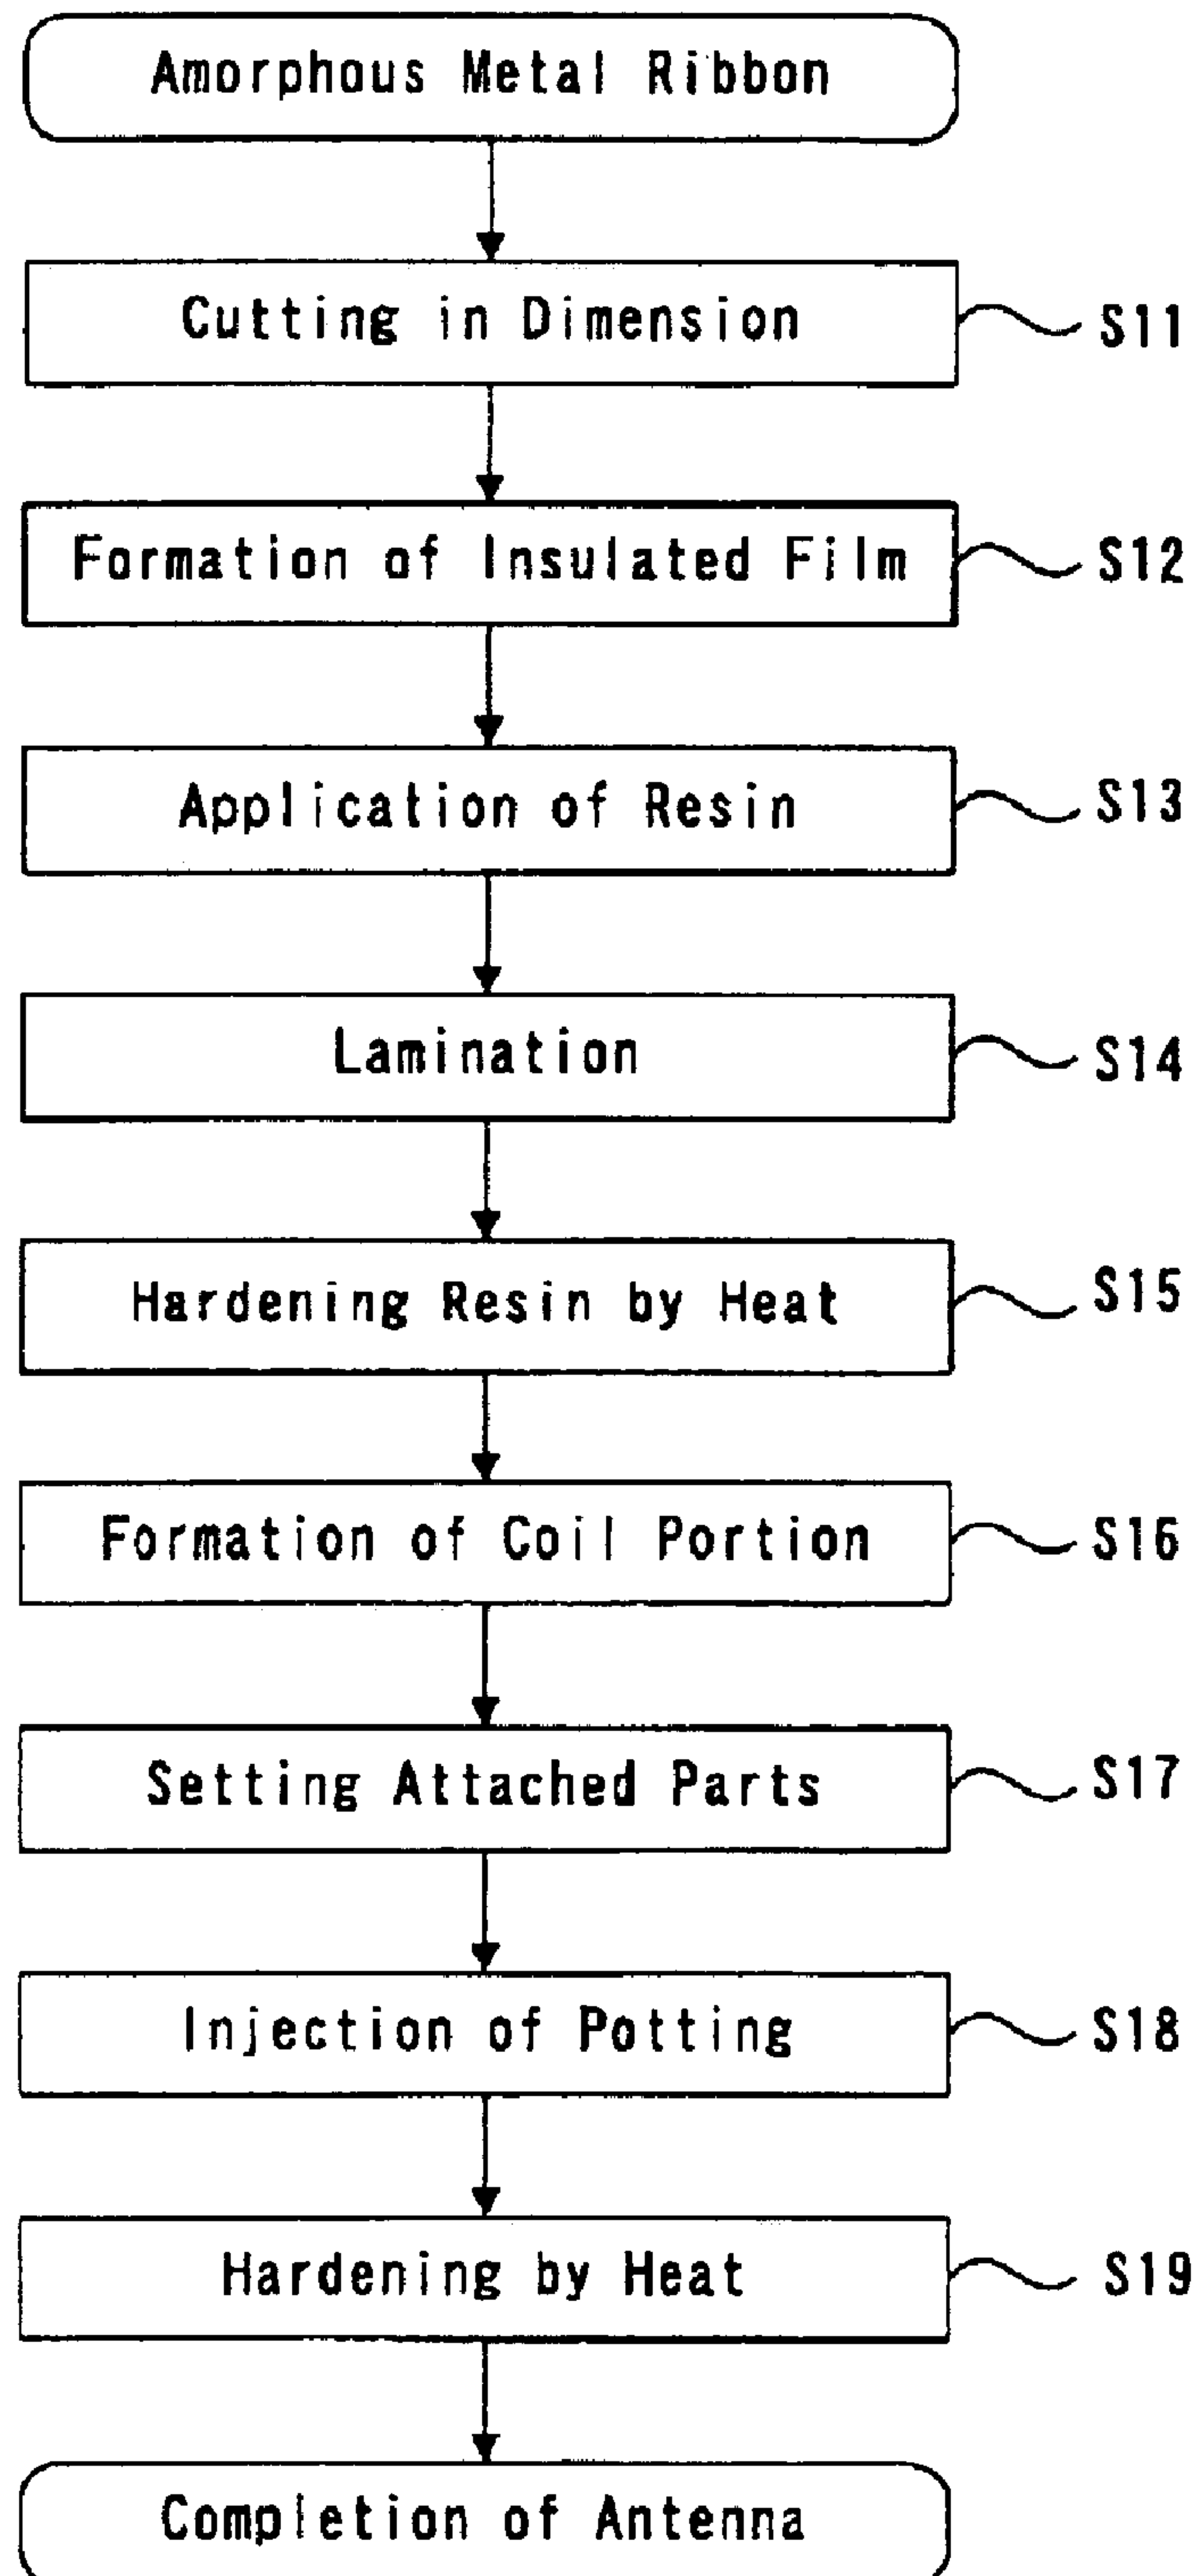 Amorphous Metal Ribbon
Cutting in Dimension S11
Formation of Insulated Film S12
Application of Resin S13
Lamination S14
Hardening Resin by Heat S15
Formation of Coil Portion S16
Setting Attached Parts S17
Injection of Potting S18
Hardening by Heat S19
Completion of Antenna